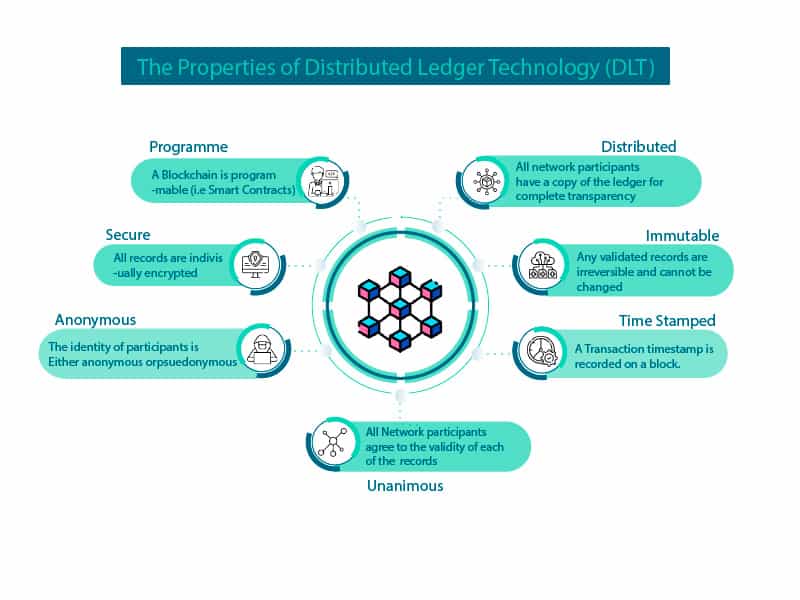 The Properties of Distributed Ledger Technology (DLT)
Programme
A Blockchain is program
-mable (i.e Smart Contracts)
Secure
All records are indivis
-ually encrypted
Anonymous
The identity of participants is
Either anonymous orpsuedonymous
Distributed
All network participants
have a copy of the ledger for
complete transparency
Immutable
Any validated records are
irreversible and cannot be
changed
Time Stamped
A Transaction timestamp is
recorded on a block.
All Network participants
agree to the validity of each
of the records
Unanimous